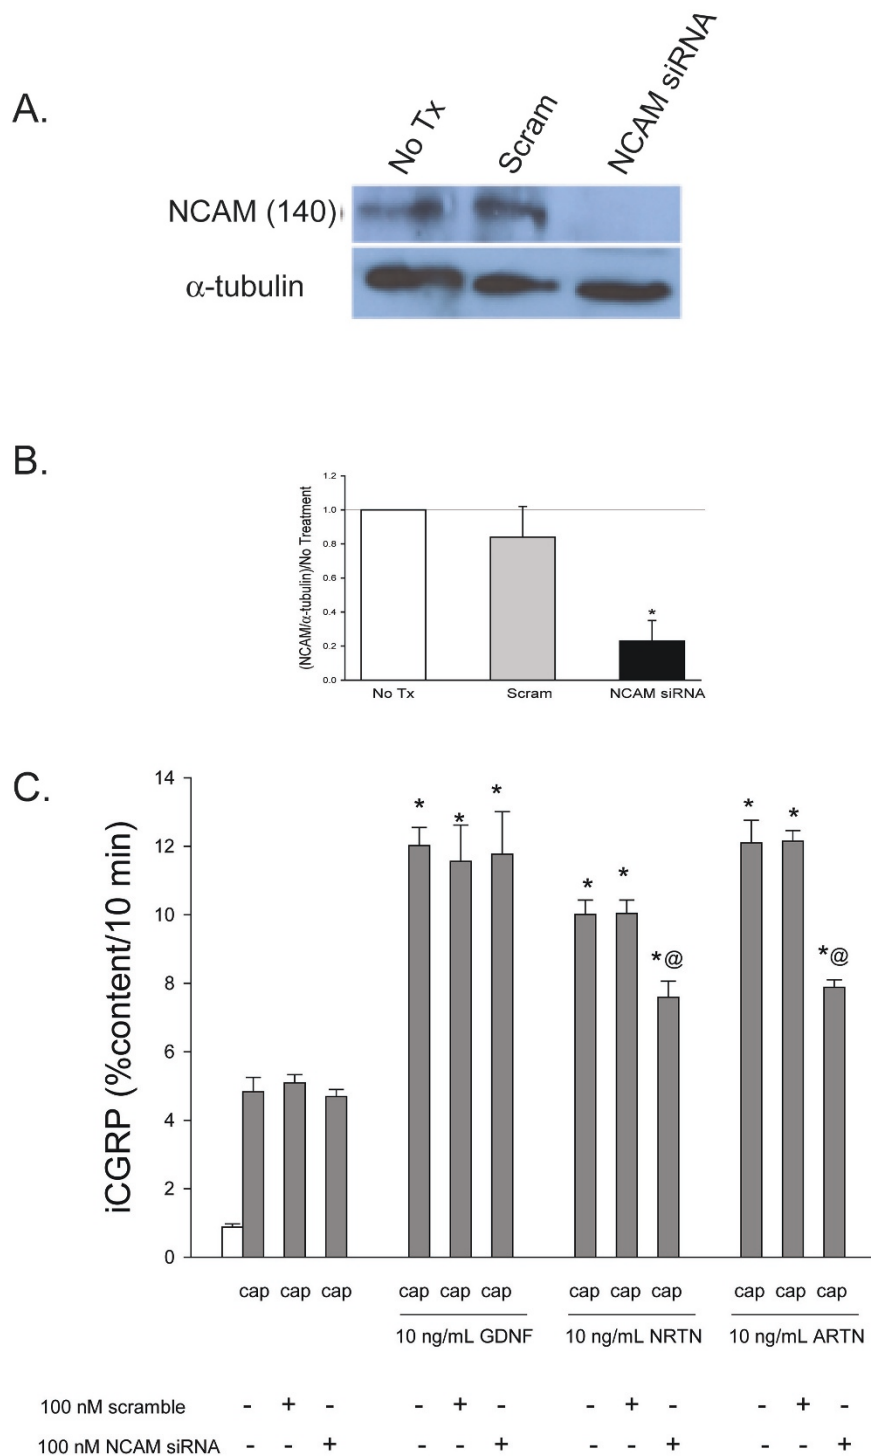 A.
No Tx
Scram
NCAM siRNA
NCAM (140)
α-tubulin
B.
(NCAM/α-tubulin)/No Treatment
1.2
1.0
0.8
0.6
0.4
0.2
0.0
*
No Tx Scram NCAM siRNA
C.
iCGRP (%content/10 min)
14
12
10
8
6
4
2
0
* * * * * *@ * * *@
cap cap cap cap cap cap cap cap cap cap cap cap
10 ng/mL GDNF 10 ng/mL NRTN 10 ng/mL ARTN
100 nM scramble - + - - + - - + - - + -
100 nM NCAM siRNA - - + - - + - - + - - +